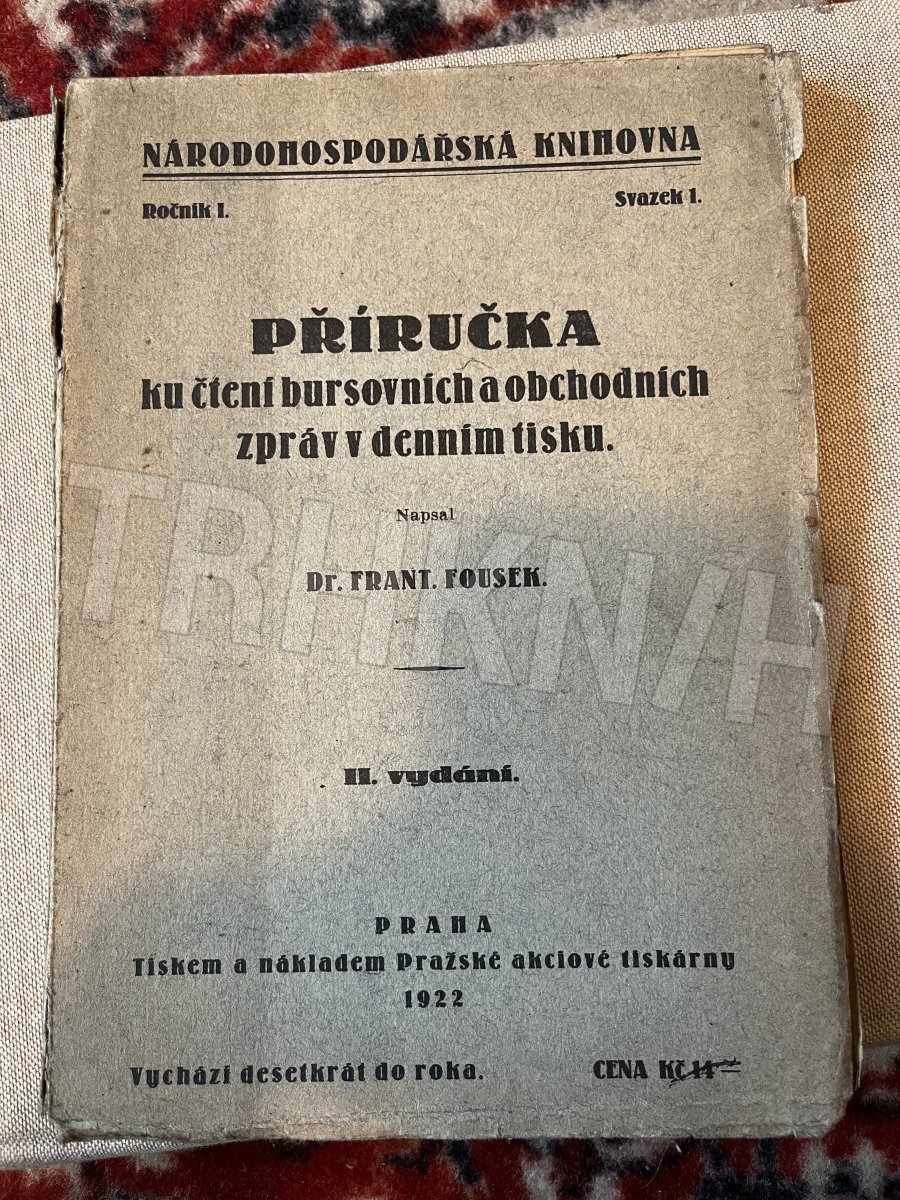 NÁRODOHOSPODÁŘSKÁ KNIHOVNA
Ročník I. Svazek 1.
PŘÍRUČKA
ku čtení bursovních a obchodních
zpráv v denním tisku.
Napsal
Dr. FRANT. FOUSEK.
TRHKNIH
II. vydání.
PRAHA
Tiskem a nákladem Pražské akciové tiskárny
1922
Vychází desetkrát do roka. CENA Kč 14